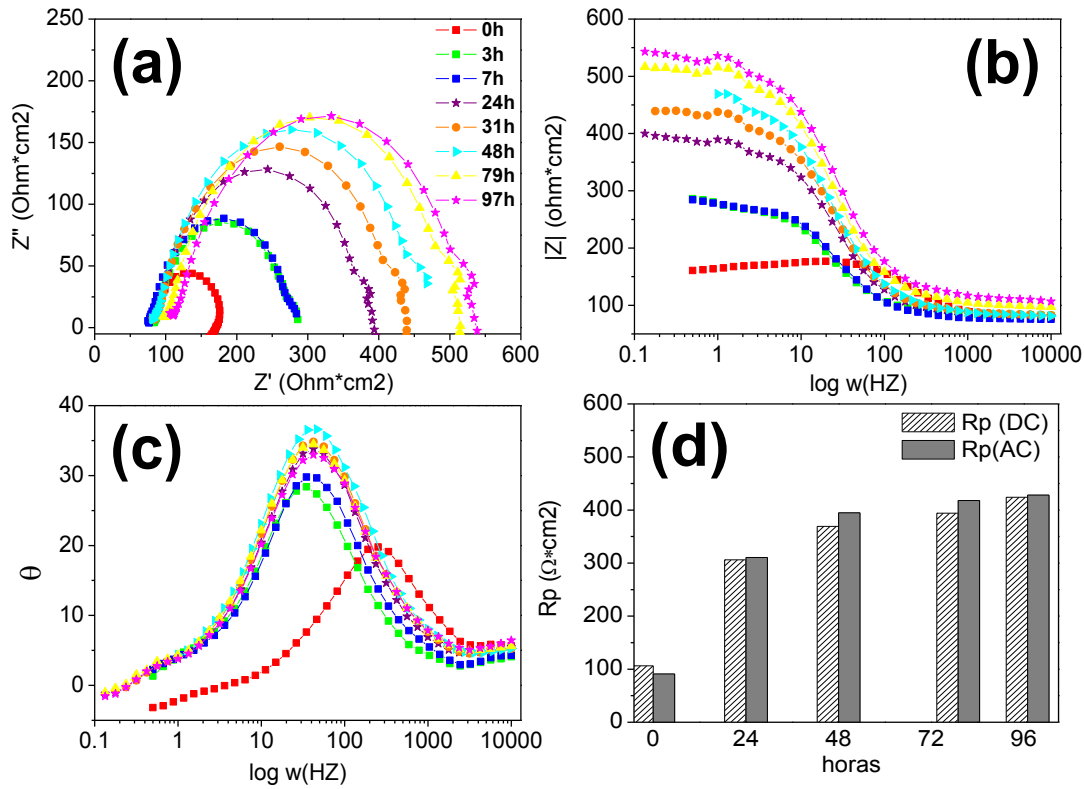 (a)
250
200
150
100
50
0
Z'' (Ohm*cm2)
0h
3h
7h
24h
31h
48h
79h
97h
0 100 200 300 400 500 600
Z' (Ohm*cm2)
(b)
600
500
400
300
200
100
|Z| (ohm*cm2)
0.1 1 10 100 1000 10000
log w(HZ)
(c)
40
30
20
10
0
θ
0.1 1 10 100 1000 10000
log w(HZ)
(d)
600
500
400
300
200
100
0
Rp (Ω*cm2)
Rp (DC)
Rp(AC)
0 24 48 72 96
horas